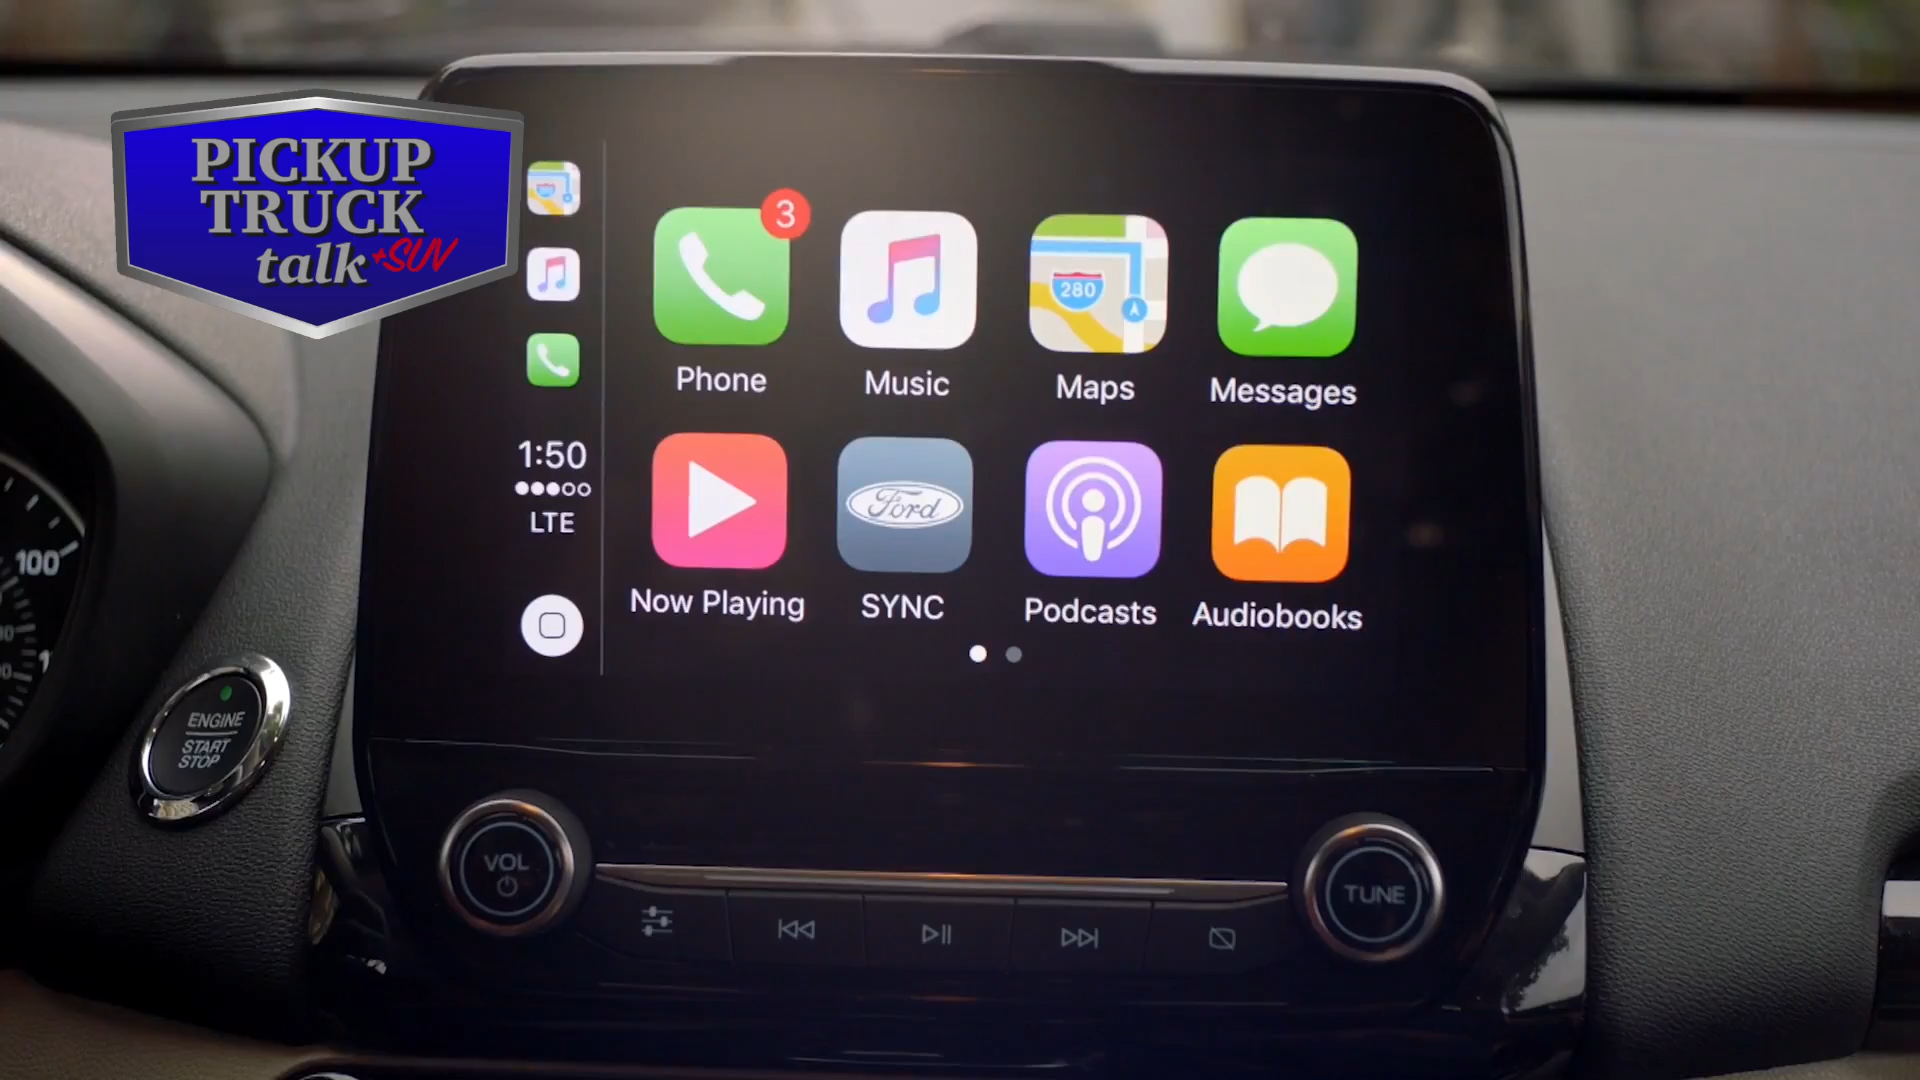 PICKUP
TRUCK
talk +SUV
3
280
Phone
Music
Maps
Messages
1:50
LTE
Ford
Now Playing
SYNC
Podcasts
Audiobooks
100
ENGINE
START
STOP
VOL
TUNE